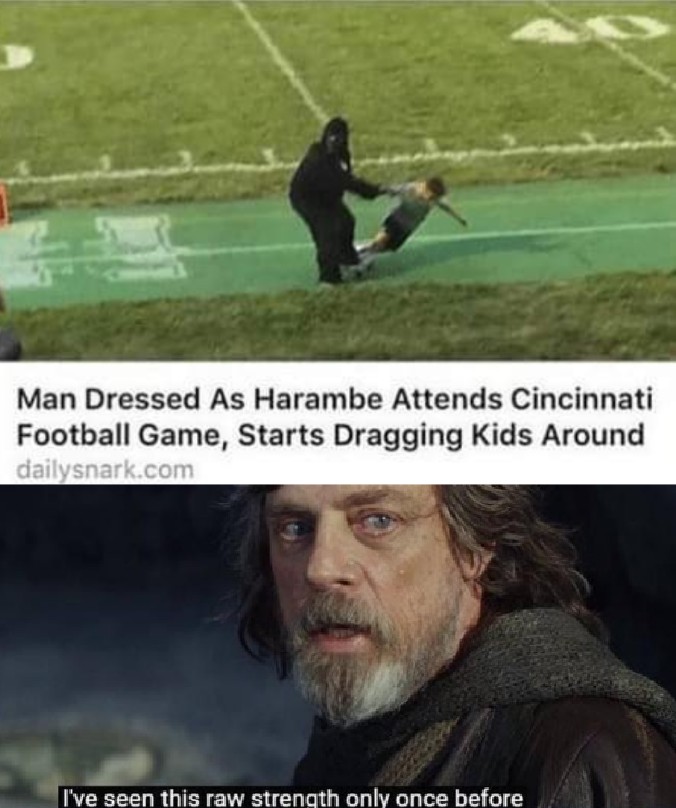 40
Man Dressed As Harambe Attends Cincinnati
Football Game, Starts Dragging Kids Around
dailysnark.com
I've seen this raw strength only once before